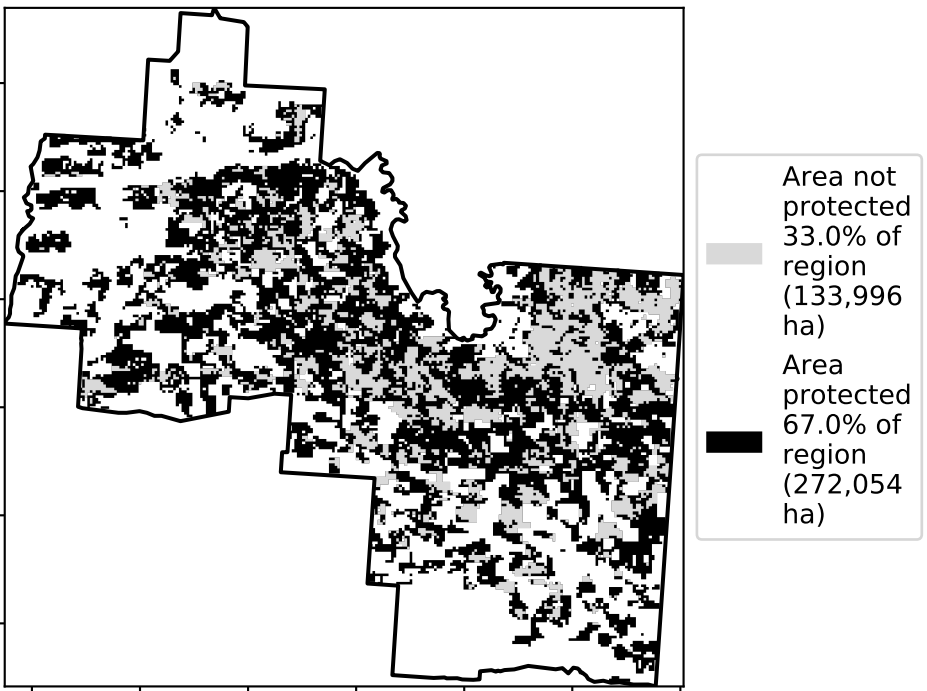 Area not
protected
33.0% of
region
(133,996
ha)
Area
protected
67.0% of
region
(272,054
ha)